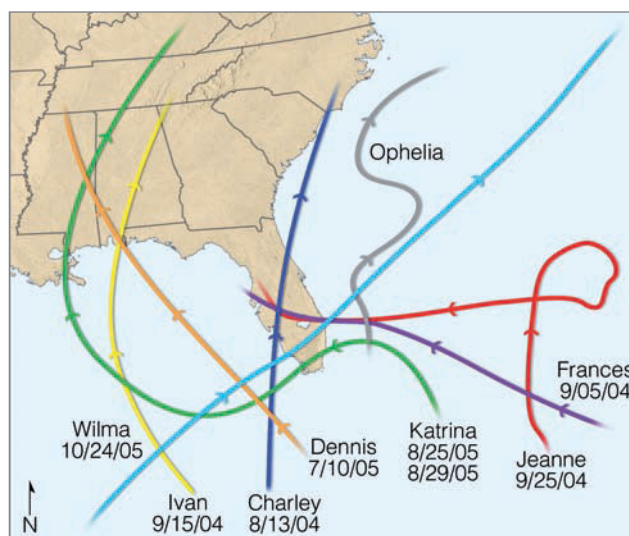 Ophelia
Frances
9/05/04
Wilma
10/24/05
Dennis
7/10/05
Katrina
8/25/05
8/29/05
Jeanne
9/25/04
Ivan
9/15/04
Charley
8/13/04
N